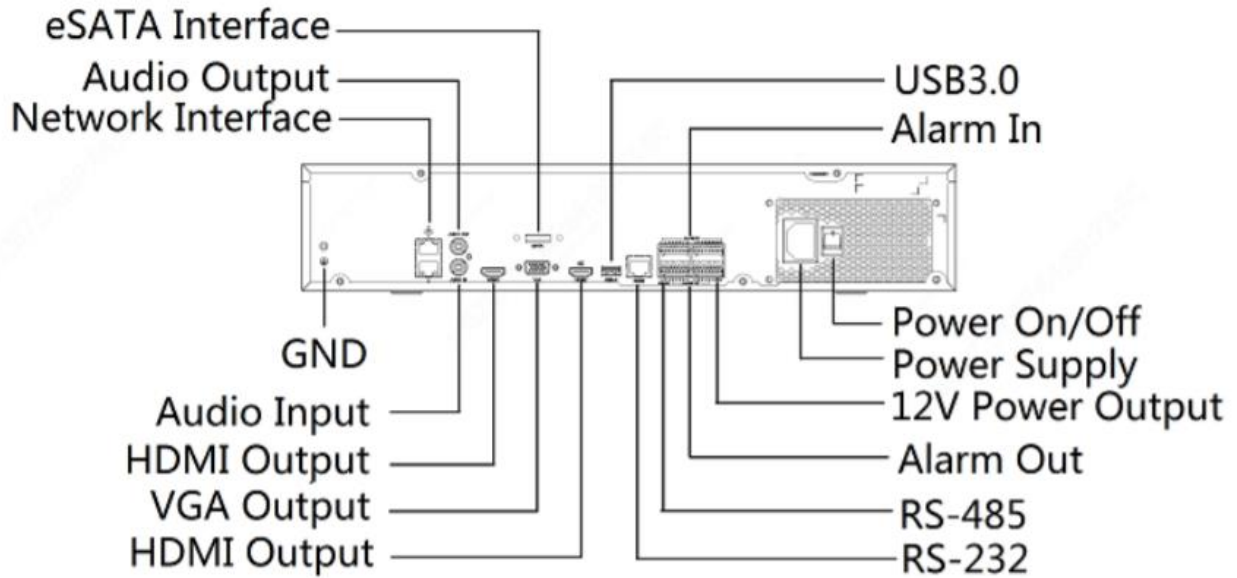 eSATA Interface
Audio Output
Network Interface
USB3.0
Alarm In
GND
Audio Input
HDMI Output
VGA Output
HDMI Output
Power On/Off
Power Supply
12V Power Output
Alarm Out
RS-485
RS-232